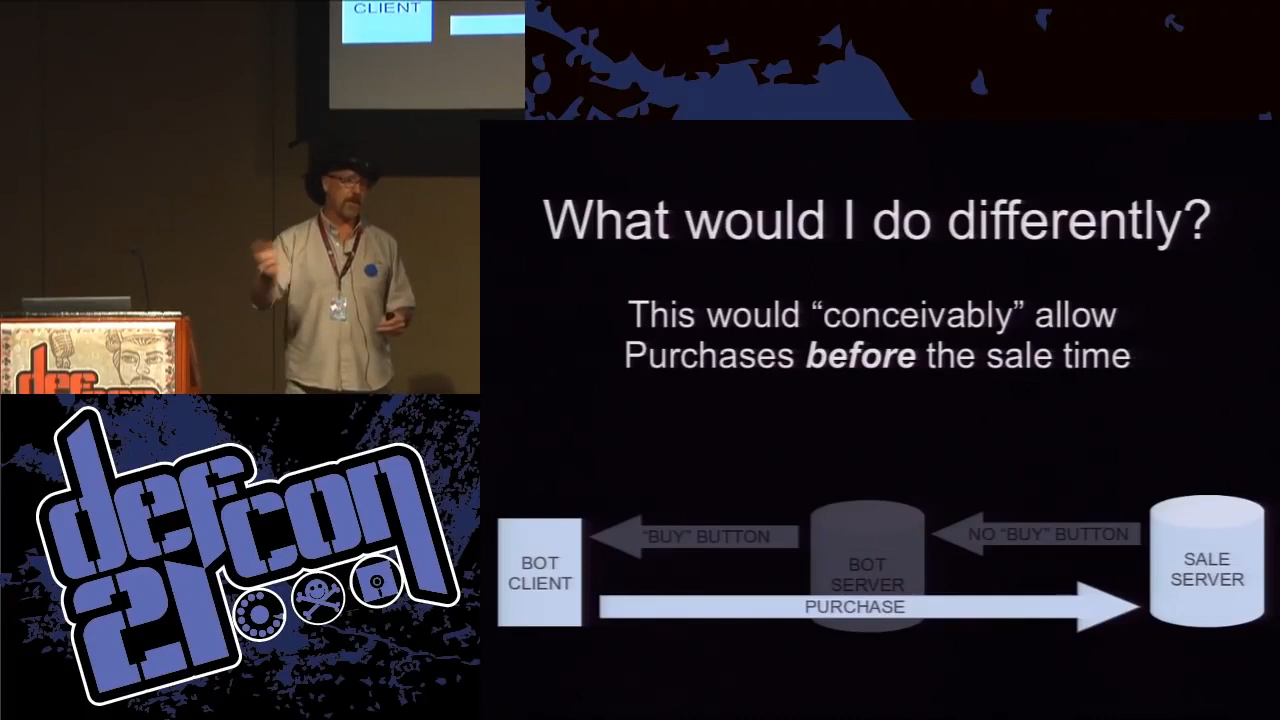 CLIENT
What would I do differently?
This would “conceivably” allow
Purchases before the sale time
“BUY” BUTTON
NO “BUY” BUTTON
BOT
CLIENT
BOT
SERVER
SALE
SERVER
PURCHASE
def
defcon
21